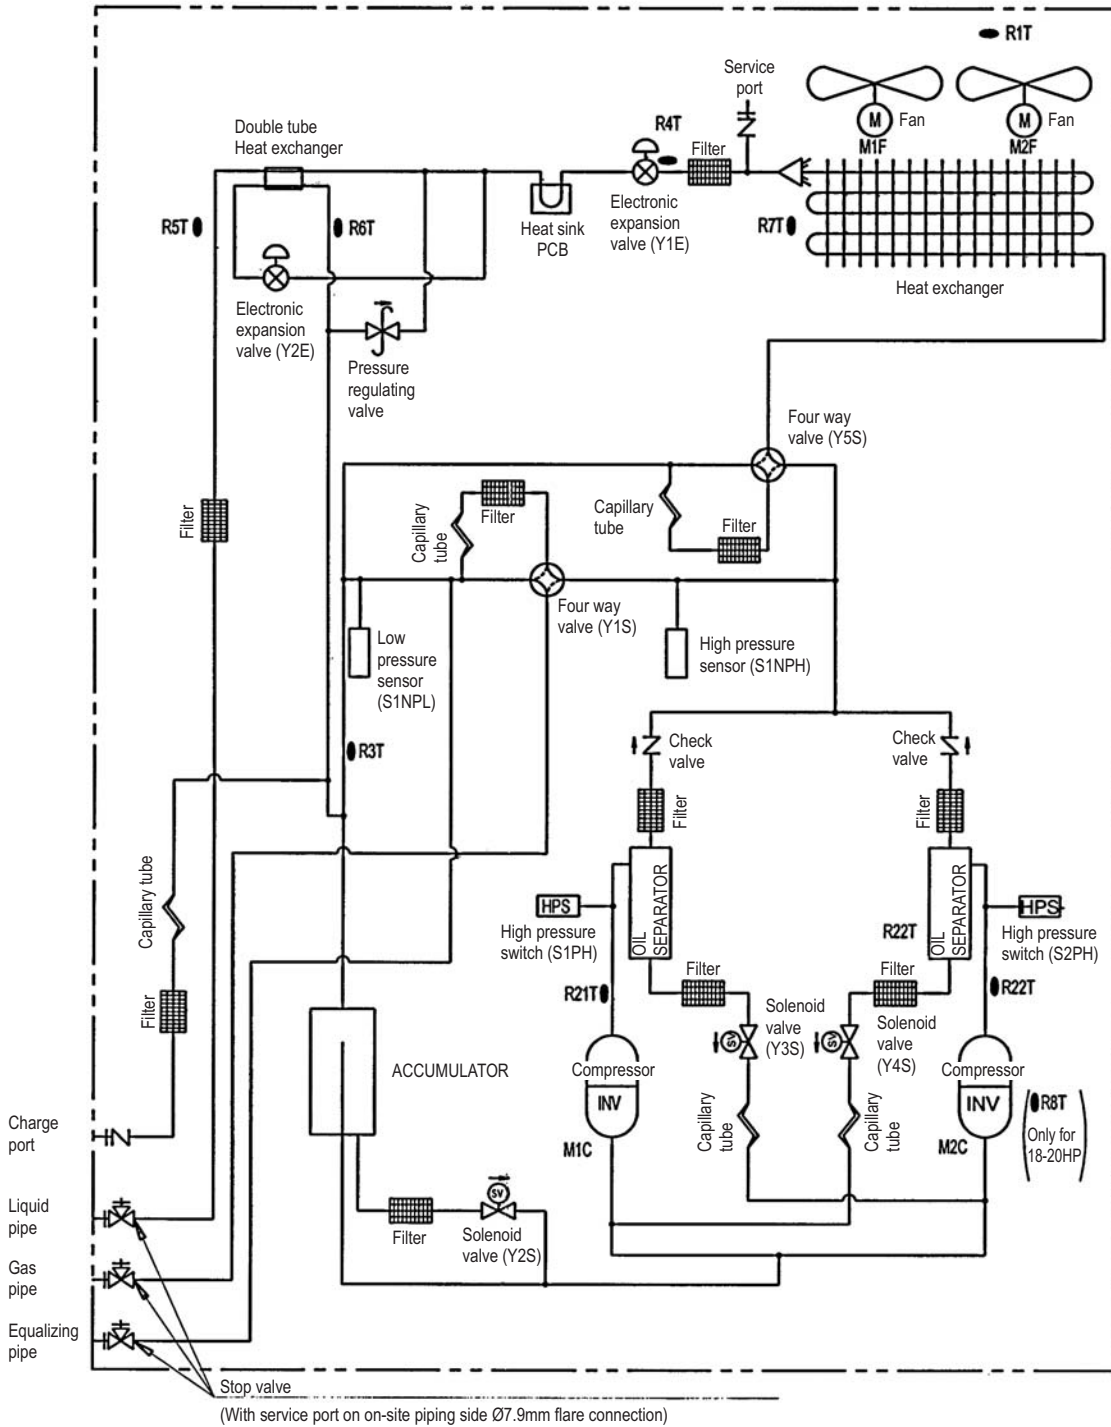 R1T
Service
port
M
Fan
M
Fan
M1F
M2F
R4T
Filter
Double tube
Heat exchanger
R5T
R6T
Heat sink
PCB
Electronic
expansion
valve (Y1E)
R7T
Heat exchanger
Electronic
expansion
valve (Y2E)
Pressure
regulating
valve
Four way
valve (Y5S)
Filter
Capillary
tube
Filter
Capillary
tube
Filter
Four way
valve (Y1S)
Low
pressure
sensor
(S1NPL)
High pressure
sensor (S1NPH)
R3T
Check
valve
Check
valve
Filter
Filter
Capillary tube
Filter
HPS
High pressure
switch (S1PH)
OIL
SEPARATOR
R22T
OIL
SEPARATOR
HPS
High pressure
switch (S2PH)
R21T
Filter
Filter
R22T
Solenoid
valve
(Y3S)
SV
SV
Solenoid
valve
(Y4S)
ACCUMULATOR
Compressor
INV
M1C
Capillary
tube
Capillary
tube
Compressor
INV
M2C
R8T
Only for
18-20HP
Charge
port
Liquid
pipe
Filter
SV
Solenoid
valve (Y2S)
Gas
pipe
Equalizing
pipe
Stop valve
(With service port on on-site piping side Ø7.9mm flare connection)